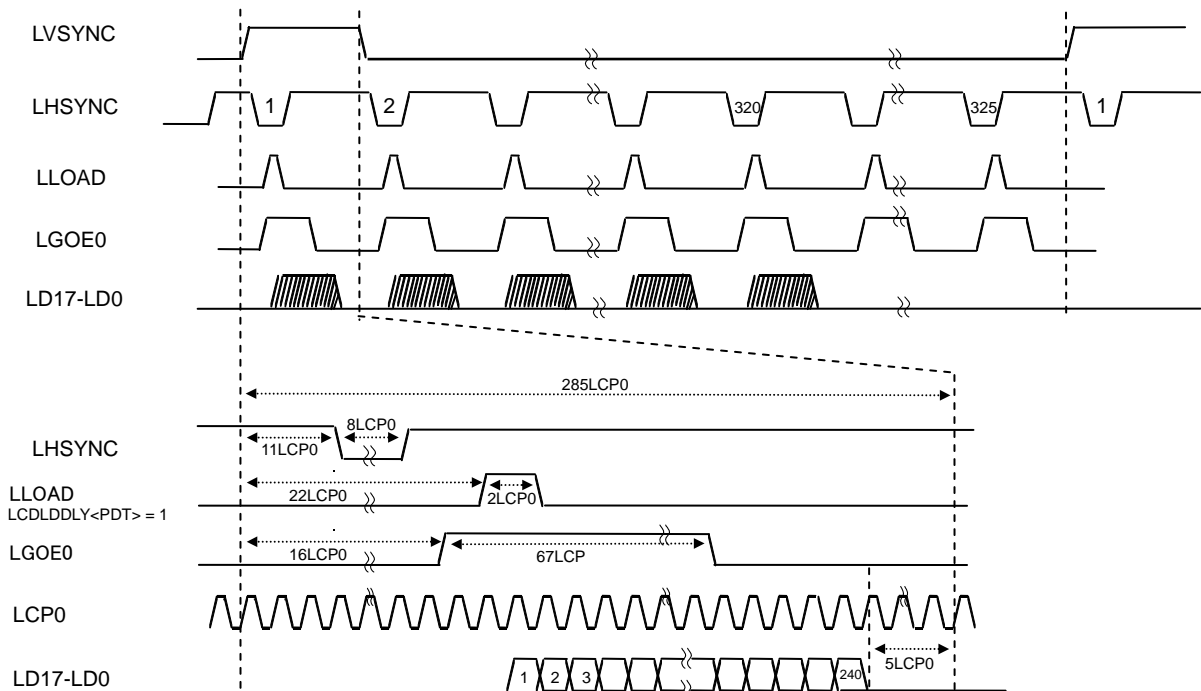 LVSYNC
LHSYNC
1
2
320
325
1
LLOAD
LGOE0
LD17-LD0
285LCP0
LHSYNC
11LCP0
8LCP0
LLOAD
LCDLDDLY<PDT> = 1
22LCP0
2LCP0
LGOE0
16LCP0
67LCP
LCP0
LD17-LD0
1
2
3
240
5LCP0